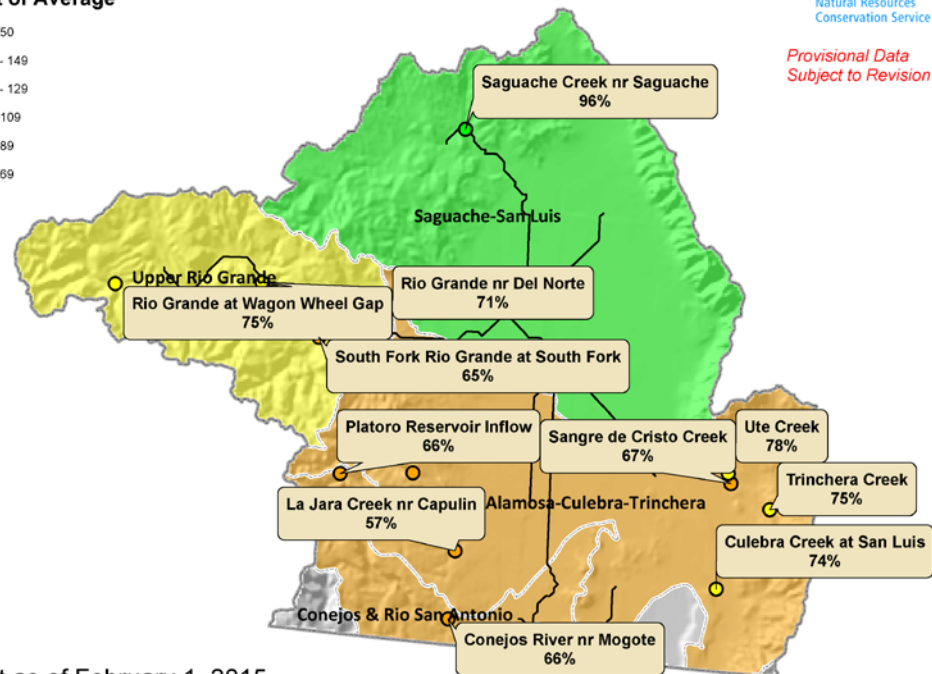 of Average
50
- 149
- 129
109
89
69
Natural Resources
Conservation Service
Provisional Data
Subject to Revision
Saguache Creek nr Saguache
96%
Saguache-San Luis
Upper Rio Grande
Rio Grande at Wagon Wheel Gap
75%
Rio Grande nr Del Norte
71%
South Fork Rio Grande at South Fork
65%
Platoro Reservoir Inflow
66%
Sangre de Cristo Creek
67%
Ute Creek
78%
Trinchera Creek
75%
La Jara Creek nr Capulin
57%
Alamosa-Culebra-Trinchera
Culebra Creek at San Luis
74%
Conejos & Rio San Antonio
Conejos River nr Mogote
66%
as of February 1, 2015